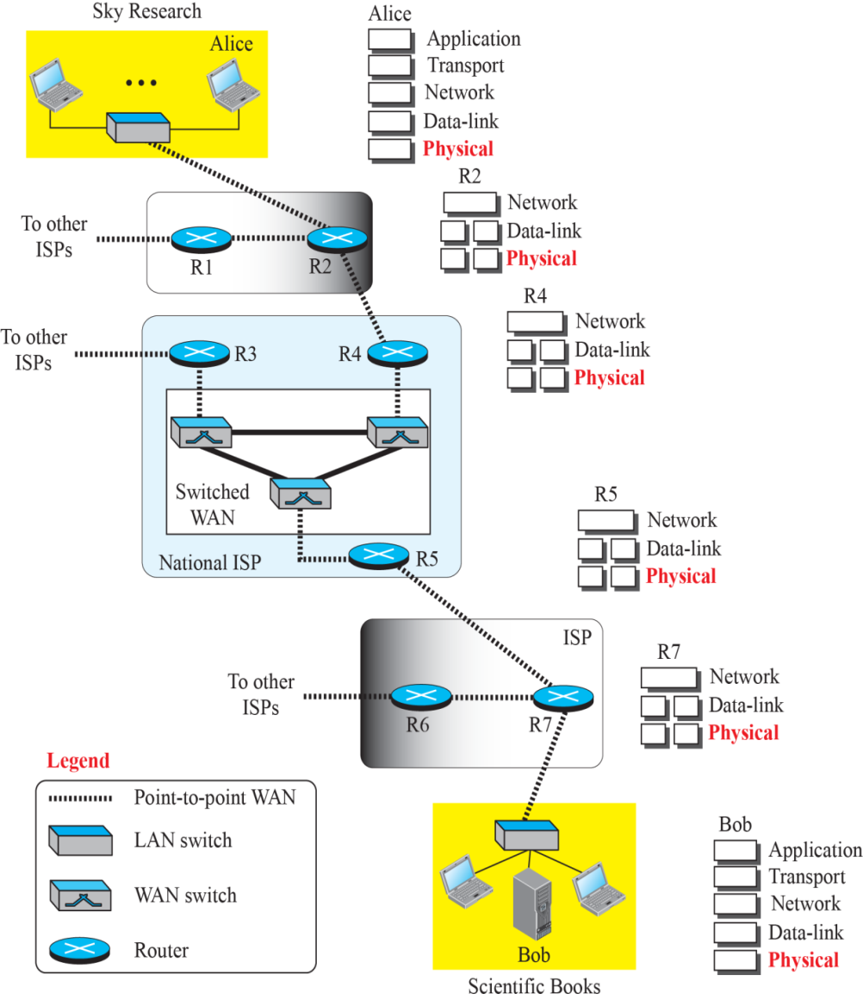 Sky Research
Alice
Alice
Application
Transport
Network
Data-link
Physical
R2
Network
Data-link
Physical
To other
ISPs
R1
R2
R4
Network
Data-link
Physical
To other
ISPs
R3
R4
Switched
WAN
R5
National ISP
R5
Network
Data-link
Physical
ISP
To other
ISPs
R6
R7
R7
Network
Data-link
Physical
Legend
Point-to-point WAN
LAN switch
WAN switch
Router
Bob
Scientific Books
Bob
Application
Transport
Network
Data-link
Physical